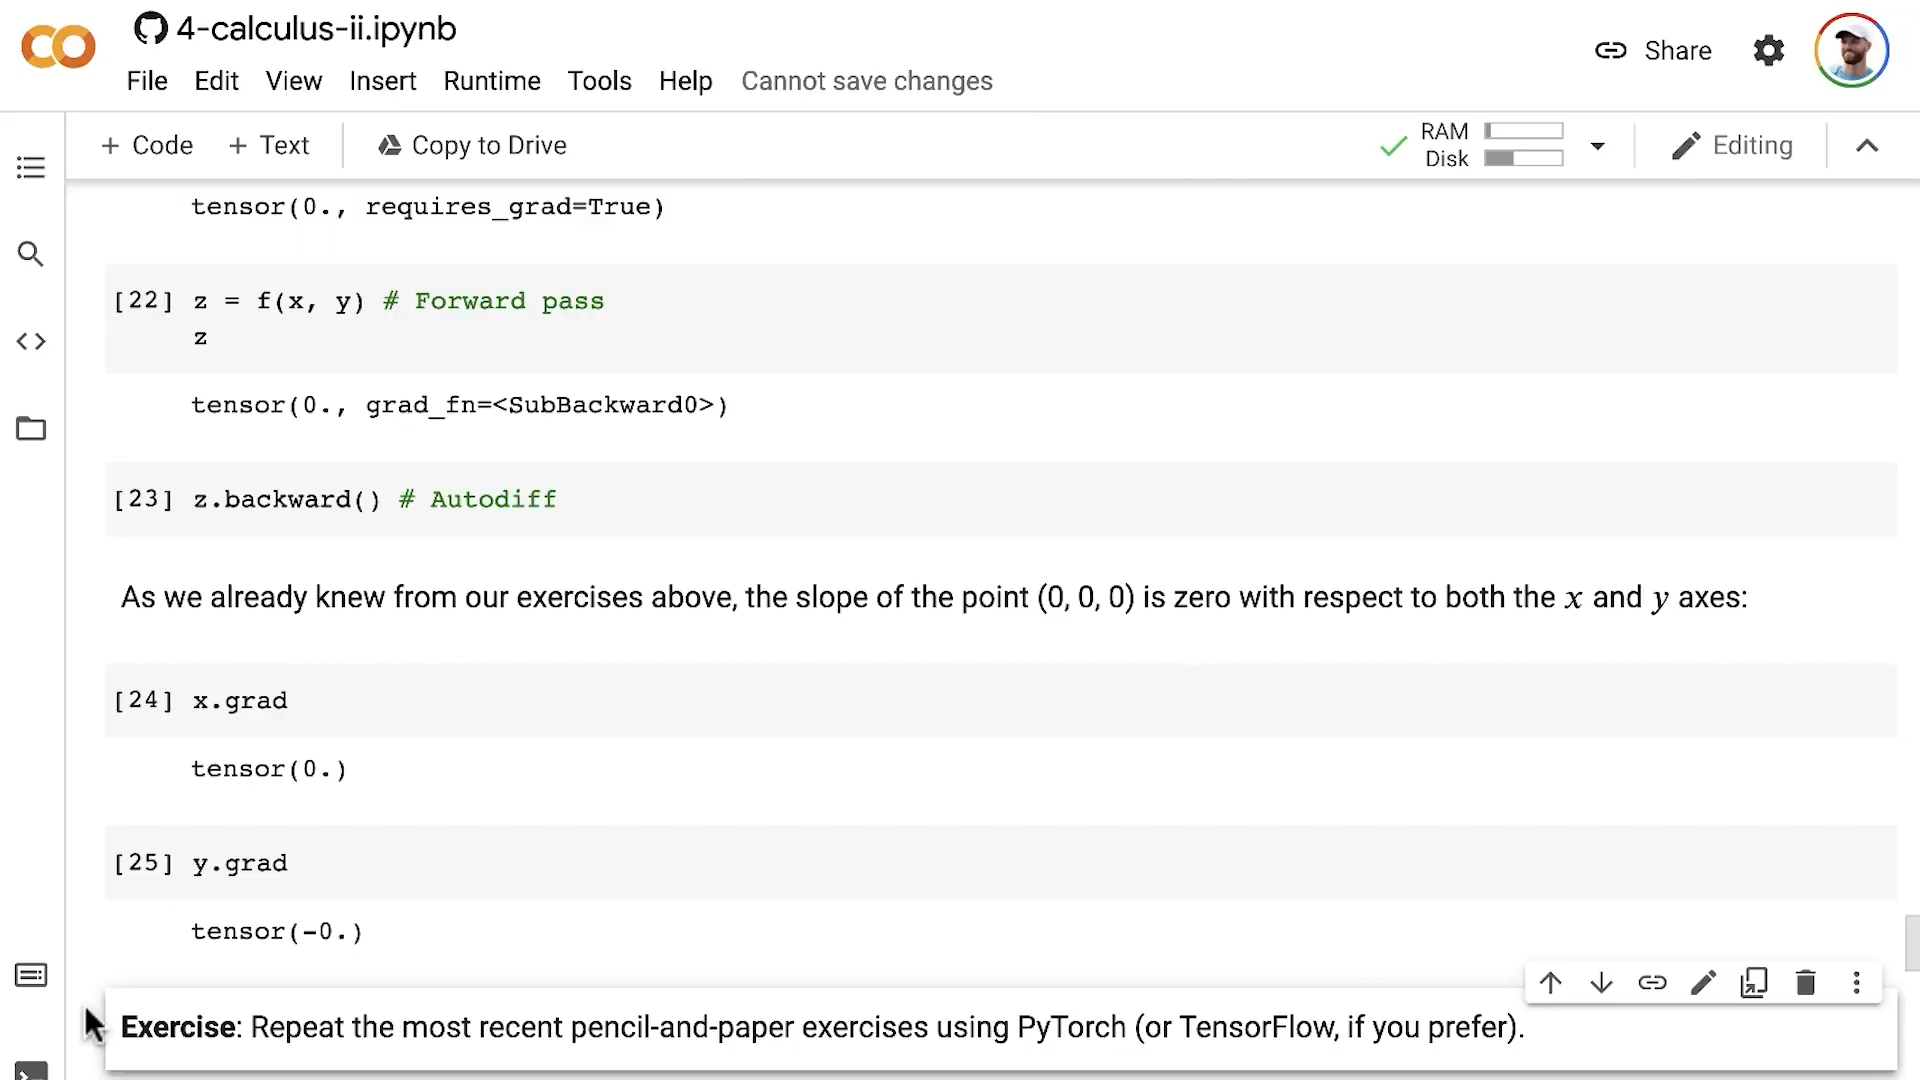 4-calculus-ii.ipynb
Share
File Edit View Insert Runtime Tools Help Cannot save changes
+ Code + Text Copy to Drive
RAM
Disk
Editing
tensor(0., requires_grad=True)
[22] z = f(x, y) # Forward pass
z
tensor(0., grad_fn=<SubBackward0>)
[23] z.backward() # Autodiff
As we already knew from our exercises above, the slope of the point (0, 0, 0) is zero with respect to both the x and y axes:
[24] x.grad
tensor(0.)
[25] y.grad
tensor(-0.)
Exercise: Repeat the most recent pencil-and-paper exercises using PyTorch (or TensorFlow, if you prefer).